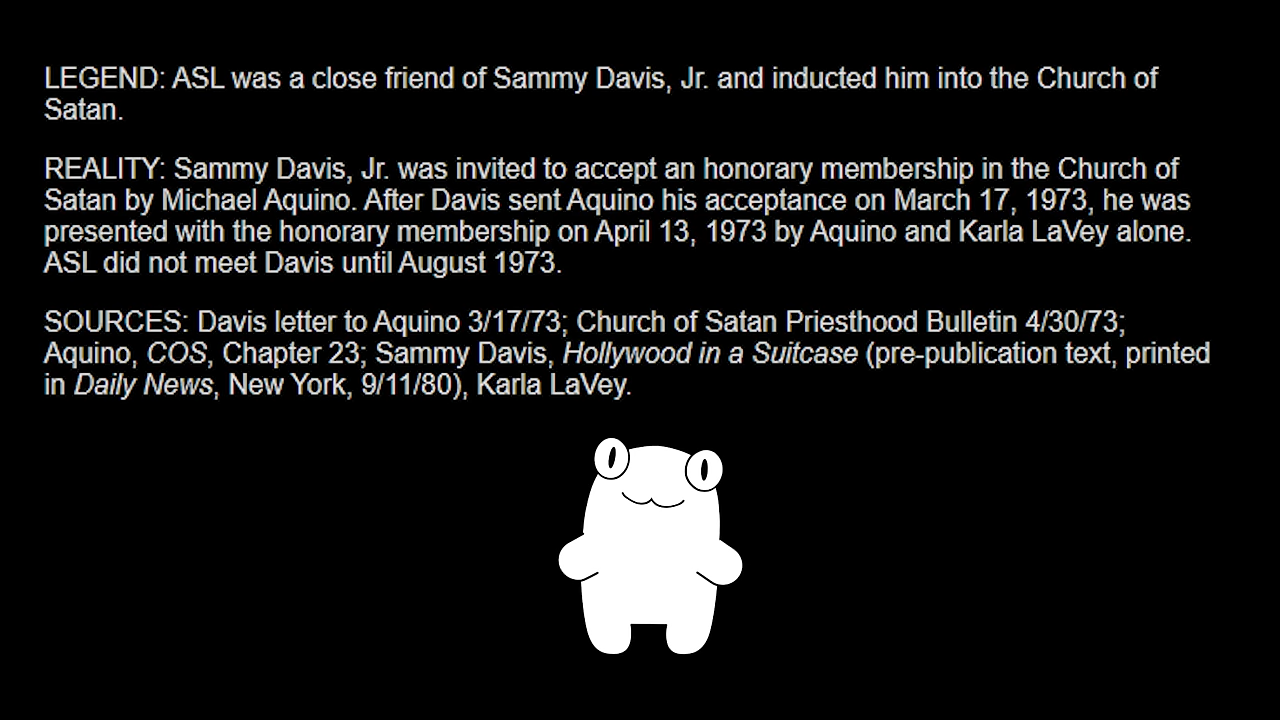 LEGEND: ASL was a close friend of Sammy Davis, Jr. and inducted him into the Church of
Satan.
REALITY: Sammy Davis, Jr. was invited to accept an honorary membership in the Church of
Satan by Michael Aquino. After Davis sent Aquino his acceptance on March 17, 1973, he was
presented with the honorary membership on April 13, 1973 by Aquino and Karla LaVey alone.
ASL did not meet Davis until August 1973.
SOURCES: Davis letter to Aquino 3/17/73; Church of Satan Priesthood Bulletin 4/30/73;
Aquino, COS, Chapter 23; Sammy Davis, Hollywood in a Suitcase (pre-publication text, printed
in Daily News, New York, 9/11/80), Karla LaVey.